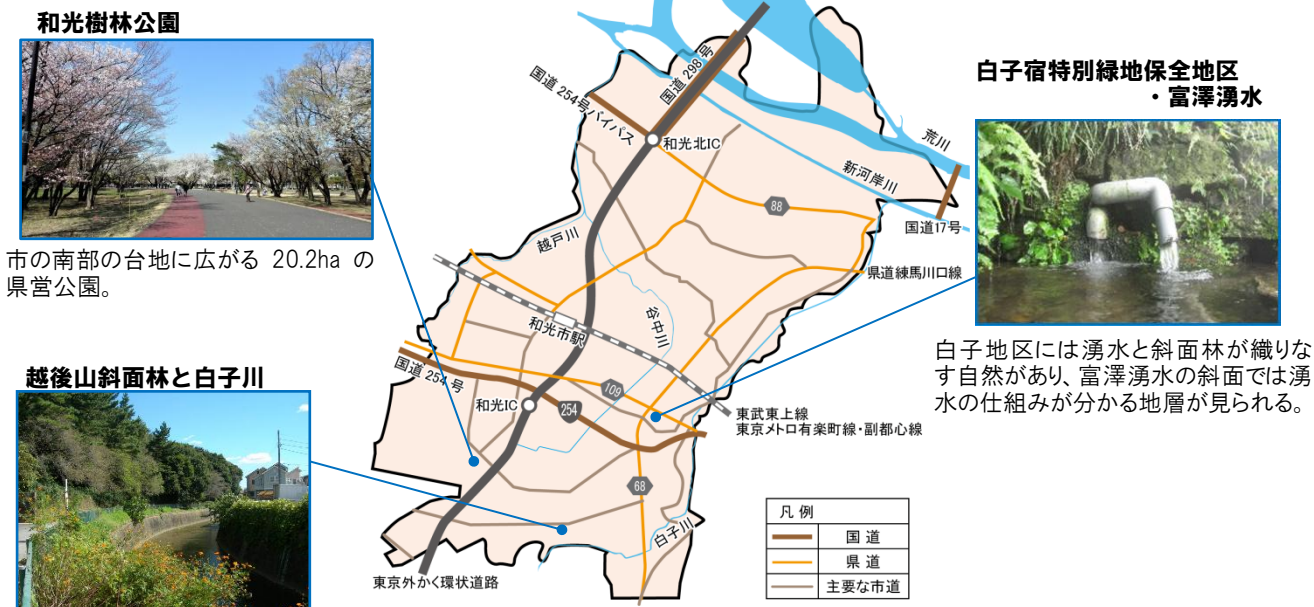 和光樹林公園
市の南部の台地に広がる 20.2ha の
県営公園。
越後山斜面林と白子川
国道 298 号
国道 254号バイパス
和光北IC
荒川
新河岸川
国道17号
88
越戸川
県道練馬川口線
谷中川
和光市駅
国道 254 号
109
和光IC
254
東武東上線
東京メトロ有楽町線・副都心線
68
白子川
東京外かく環状道路
凡 例
国 道
県 道
主要な市道
白子宿特別緑地保全地区
・富澤湧水
白子地区には湧水と斜面林が織りな
す自然があり、富澤湧水の斜面では湧
水の仕組みが分かる地層が見られる。